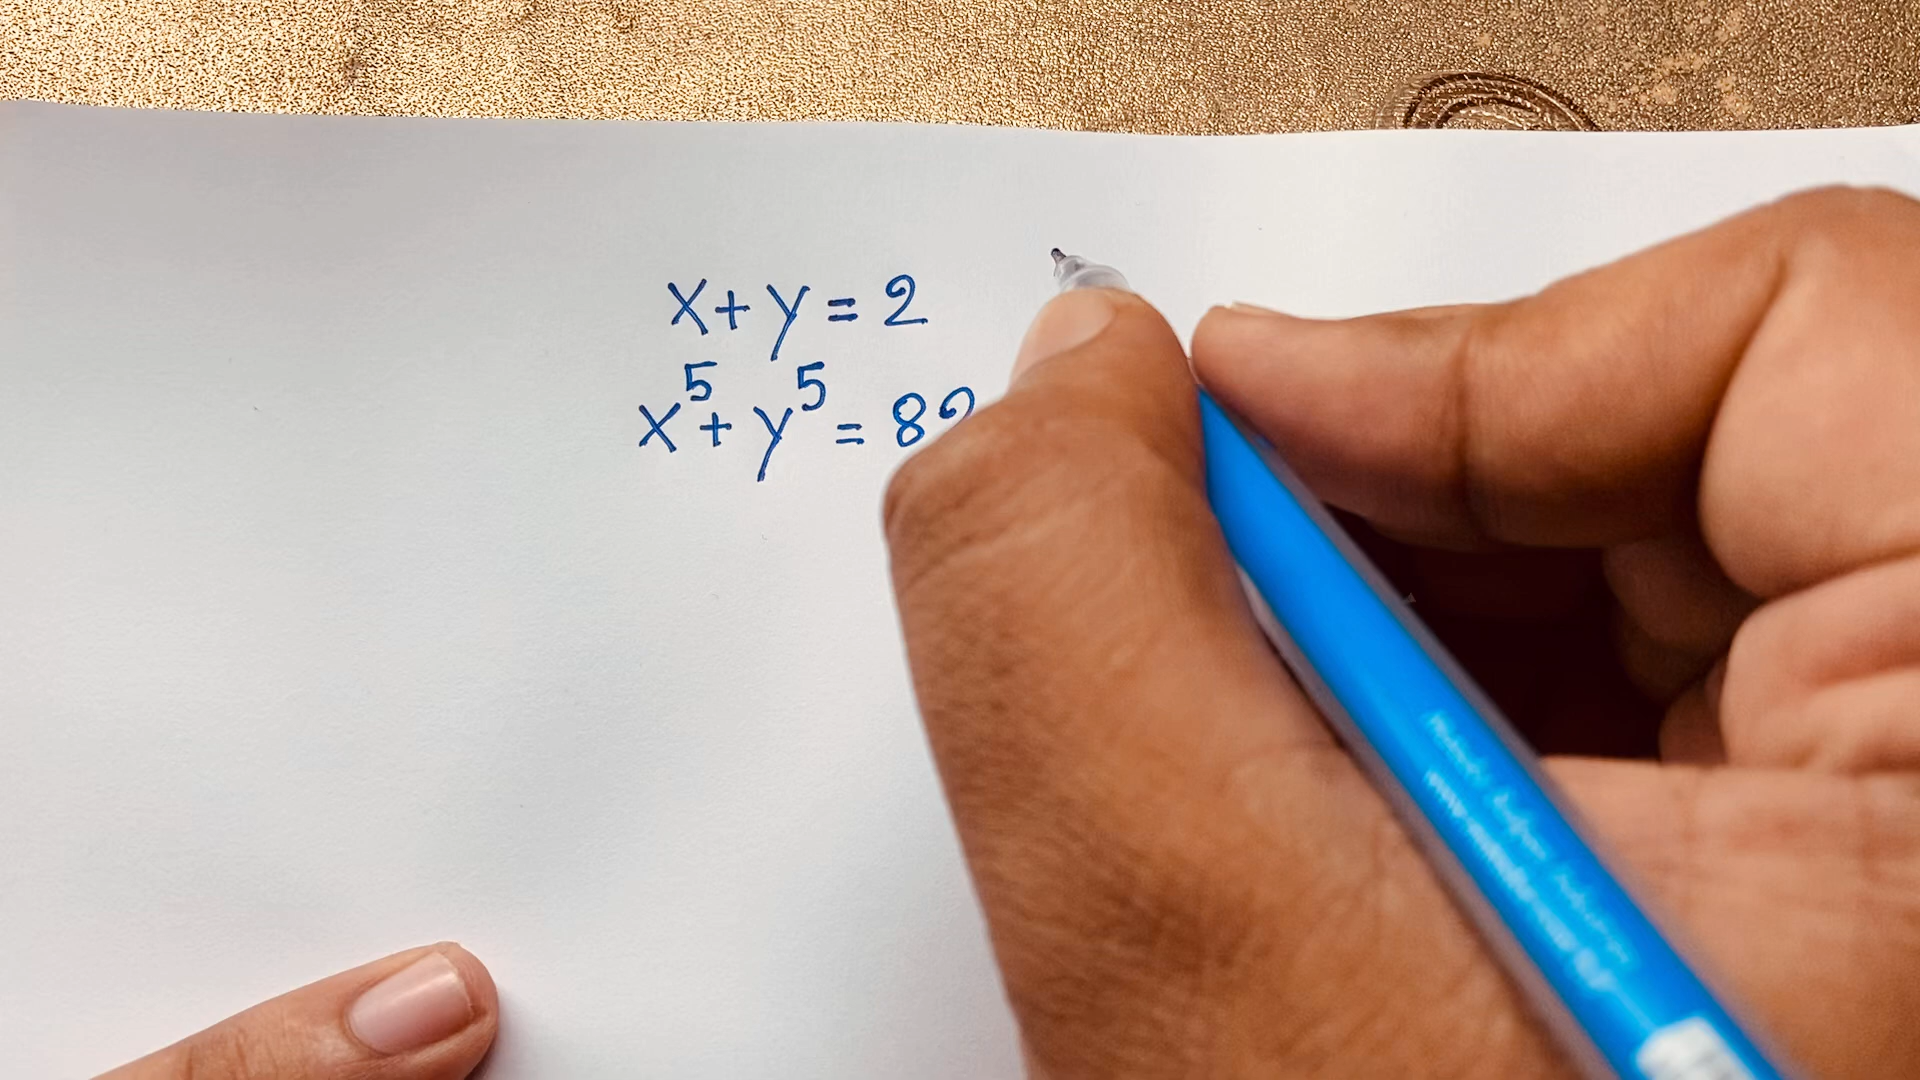 x + y = 2
x⁵ + y⁵ = 82